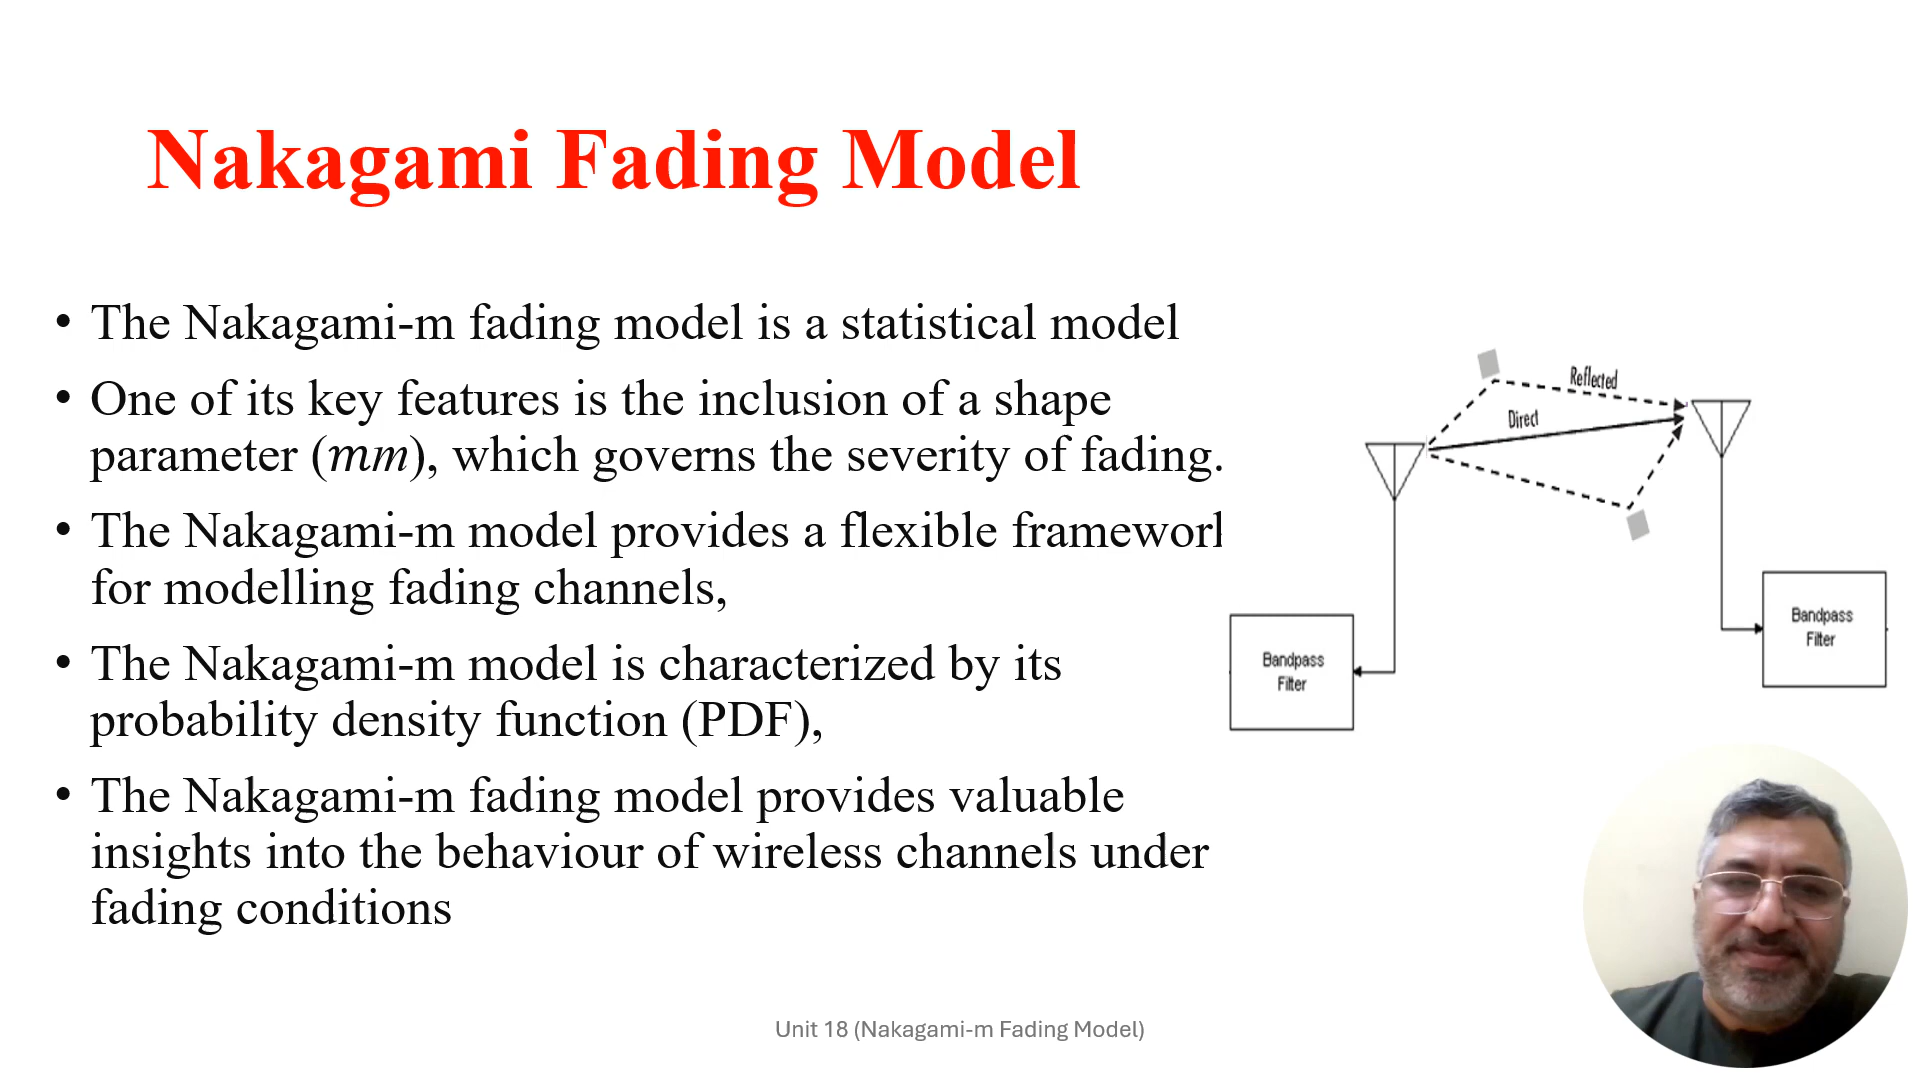 Nakagami Fading Model
• The Nakagami-m fading model is a statistical model
• One of its key features is the inclusion of a shape
parameter (mm), which governs the severity of fading.
• The Nakagami-m model provides a flexible framework
for modelling fading channels,
• The Nakagami-m model is characterized by its
probability density function (PDF),
• The Nakagami-m fading model provides valuable
insights into the behaviour of wireless channels under
fading conditions
Reflected
Direct
Bandpass
Filter
Bandpass
Filter
Unit 18 (Nakagami-m Fading Model)